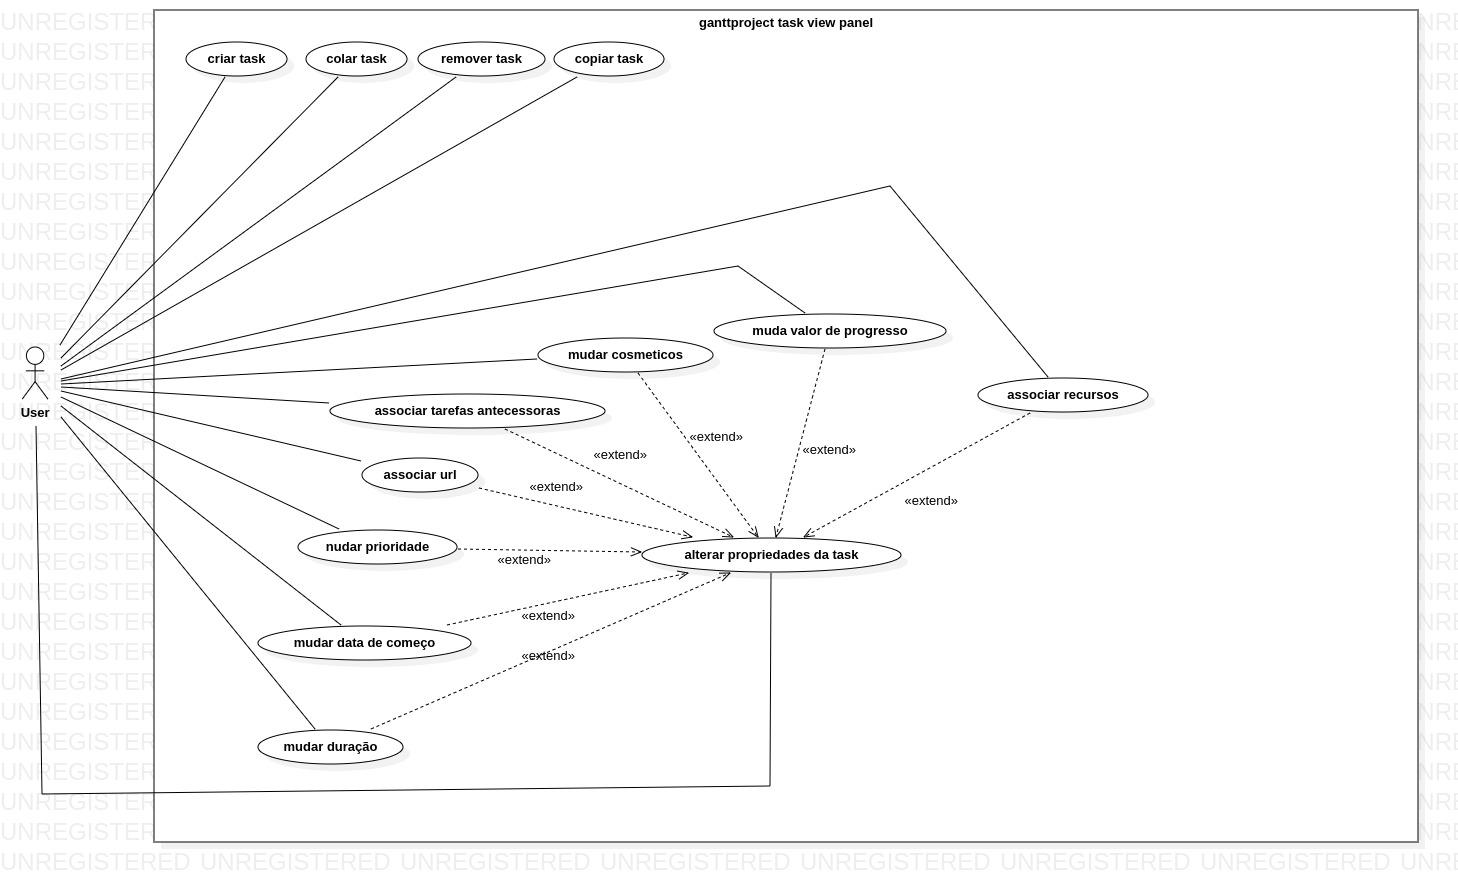 ganttproject task view panel
criar task
colar task
remover task
copiar task
muda valor de progresso
mudar cosmeticos
associar recursos
User
associar tarefas antecessoras
«extend»
«extend»
«extend»
associar url
«extend»
«extend»
nudar prioridade
alterar propriedades da task
«extend»
«extend»
mudar data de começo
«extend»
mudar duração
UNREGISTERED UNREGISTERED UNREGISTERED UNREGISTERED UNREGISTERED UNREGISTERED UNREGISTERED UNRE